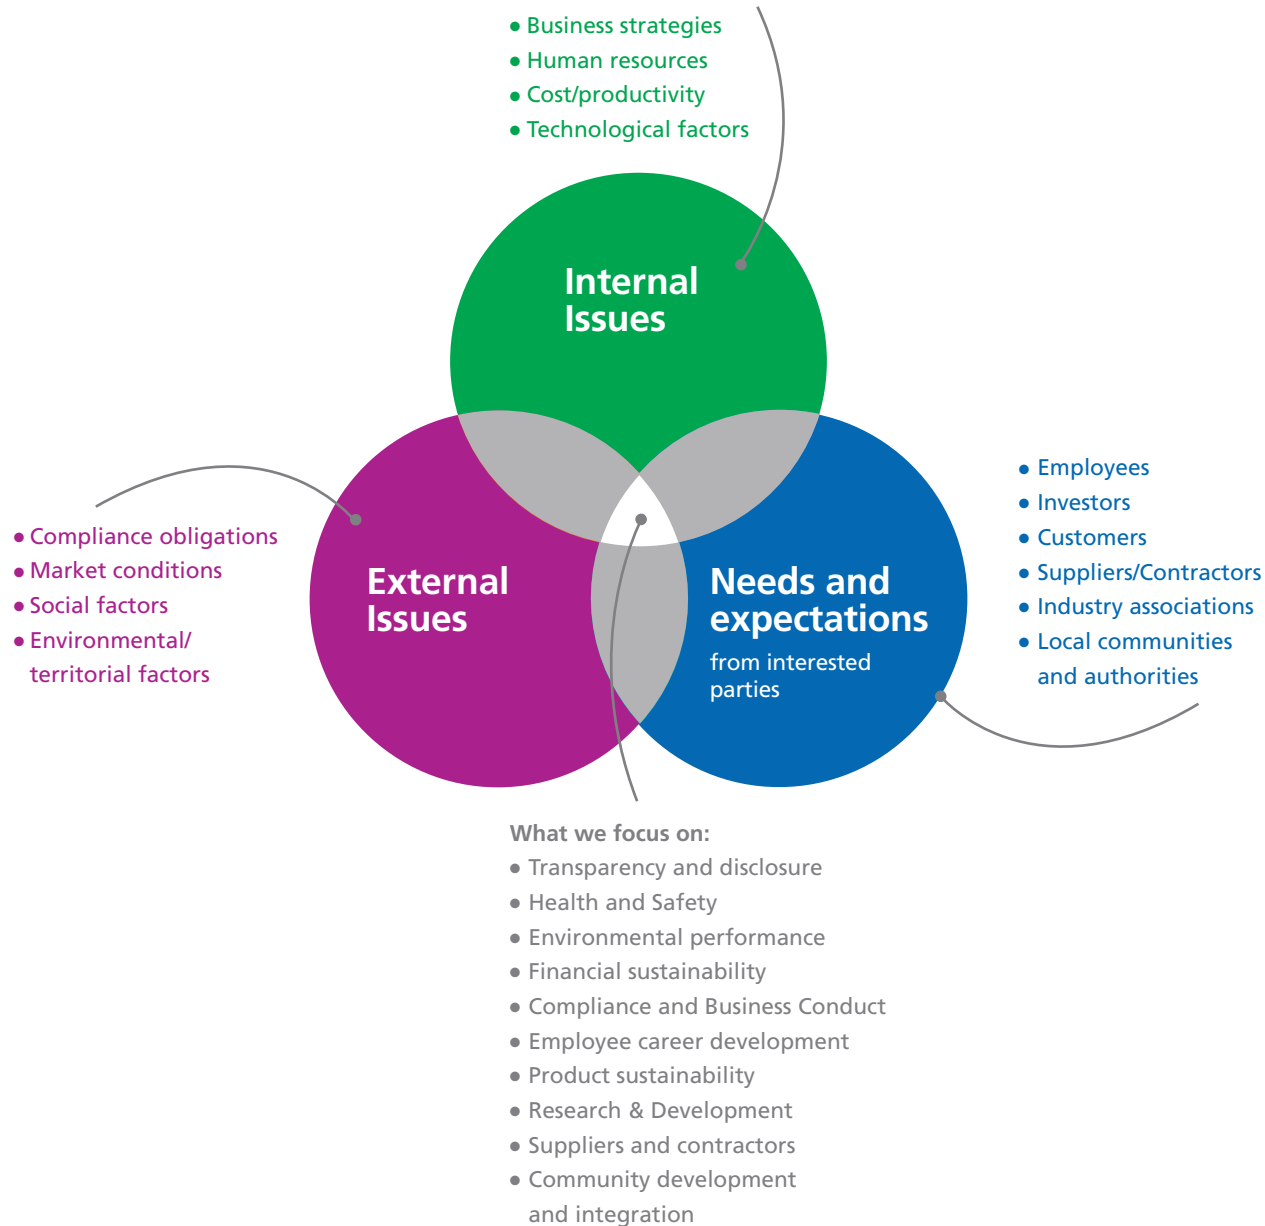 • Business strategies
• Human resources
• Cost/productivity
• Technological factors
Internal
Issues
• Compliance obligations
• Market conditions
• Social factors
• Environmental/
territorial factors
External
Issues
Needs and
expectations
from interested
parties
• Employees
• Investors
• Customers
• Suppliers/Contractors
• Industry associations
• Local communities
and authorities
What we focus on:
• Transparency and disclosure
• Health and Safety
• Environmental performance
• Financial sustainability
• Compliance and Business Conduct
• Employee career development
• Product sustainability
• Research & Development
• Suppliers and contractors
• Community development
and integration